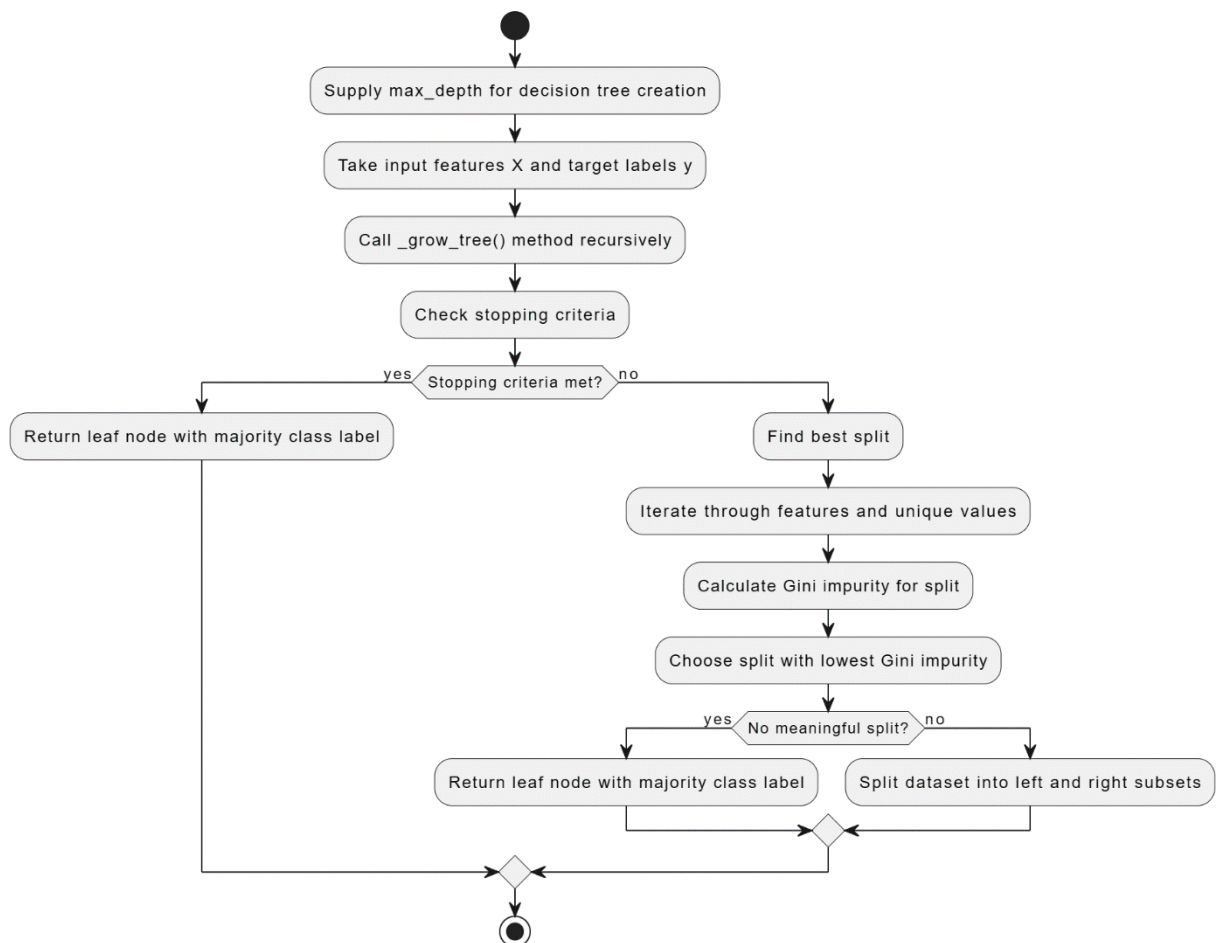 Supply max_depth for decision tree creation
Take input features X and target labels y
Call _grow_tree() method recursively
Check stopping criteria
yes
Stopping criteria met?
no
Return leaf node with majority class label
Find best split
Iterate through features and unique values
Calculate Gini impurity for split
Choose split with lowest Gini impurity
yes
No meaningful split?
no
Return leaf node with majority class label
Split dataset into left and right subsets